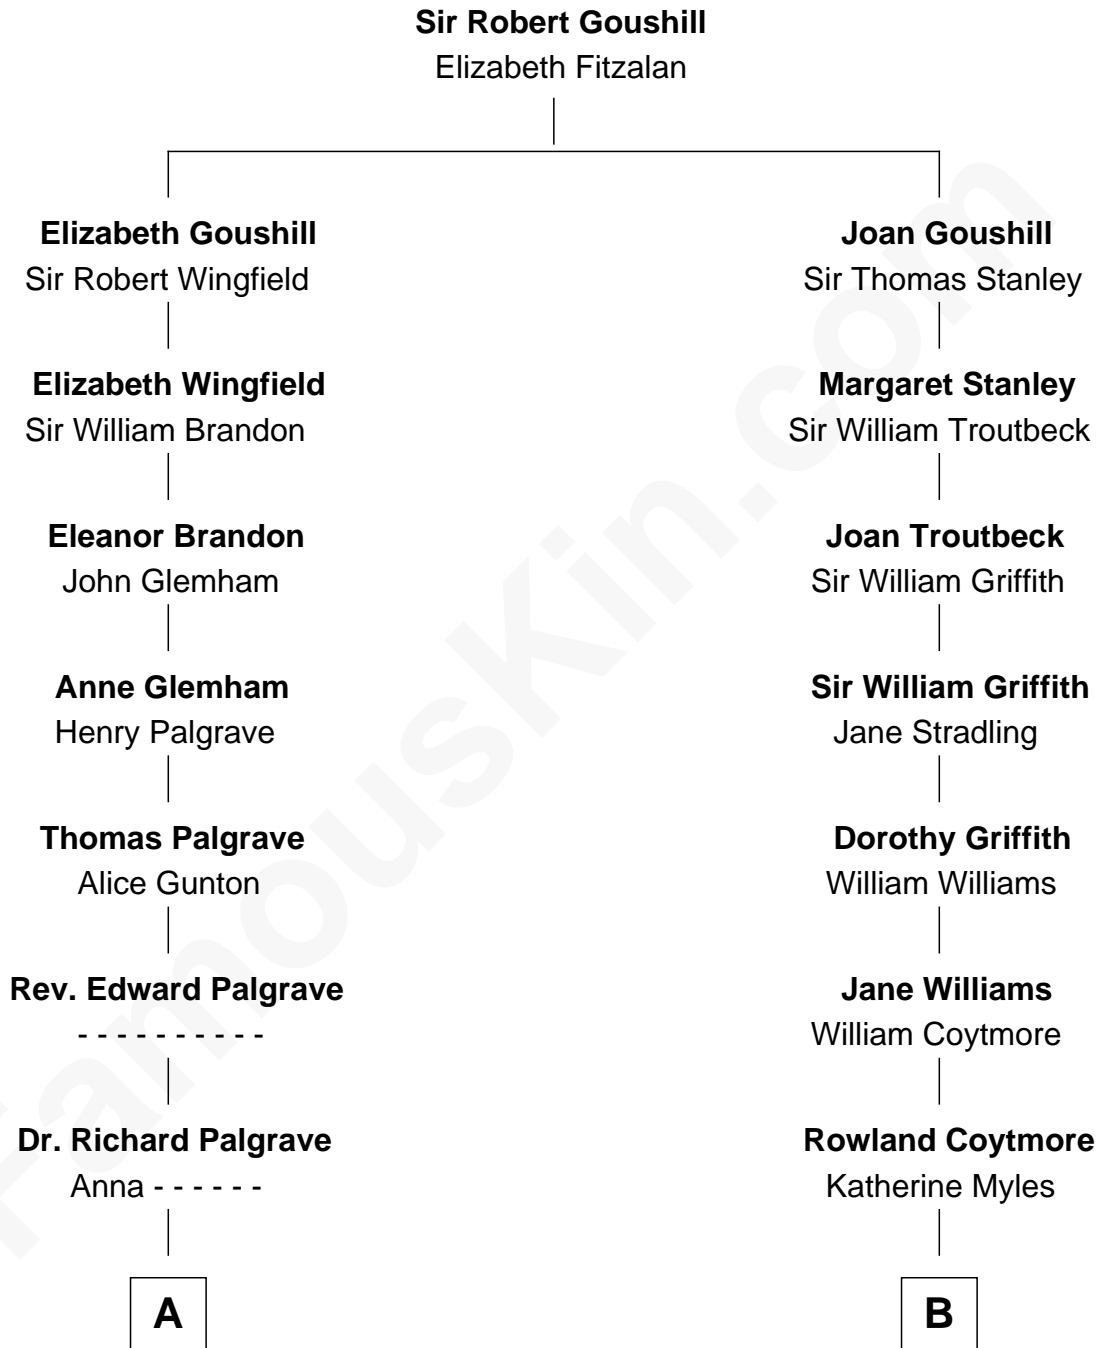 Sir Robert Goushill
Elizabeth Fitzalan
Elizabeth Goushill
Sir Robert Wingfield
Joan Goushill
Sir Thomas Stanley
Elizabeth Wingfield
Sir William Brandon
Margaret Stanley
Sir William Troutbeck
Eleanor Brandon
John Glemham
Joan Troutbeck
Sir William Griffith
Anne Glemham
Henry Palgrave
Sir William Griffith
Jane Stradling
Thomas Palgrave
Alice Gunton
Dorothy Griffith
William Williams
Rev. Edward Palgrave
- - - - - - - - - -
Jane Williams
William Coytmore
Dr. Richard Palgrave
Anna - - - - - -
Rowland Coytmore
Katherine Myles
A
B
FamousKin.com